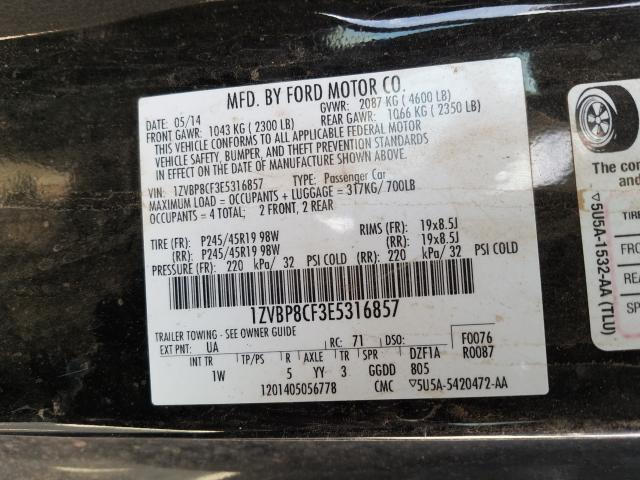 MFD. BY FORD MOTOR CO.
DATE: 05/14 GVWR: 2087 KG ( 4600 LB)
FRONT GAWR: 1043 KG ( 2300 LB) REAR GAWR: 1066 KG ( 2350 LB)
THIS VEHICLE CONFORMS TO ALL APPLICABLE FEDERAL MOTOR
VEHICLE SAFETY, BUMPER, AND THEFT PREVENTION STANDARDS
IN EFFECT ON THE DATE OF MANUFACTURE SHOWN ABOVE.
VIN: 1ZVBP8CF3E5316857 TYPE: Passenger Car
MAXIMUM LOAD = OCCUPANTS + LUGGAGE = 317KG/ 700LB
OCCUPANTS = 4 TOTAL; 2 FRONT, 2 REAR
TIRE (FR): P245/45R19 98W RIMS (FR): 19x8.5J
(RR): P245/45R19 98W (RR): 19x8.5J
PRESSURE (FR): 220 kPa/ 32 PSI COLD (RR): 220 kPa/ 32 PSI COLD
1ZVBP8CF3E5316857
TRAILER TOWING - SEE OWNER GUIDE
EXT PNT: UA RC: 71 DSO: F0076
INT TR TP/PS R AXLE TR SPR DZF1A R0087
1W 5 YY 3 GGDD 805
1201405056778 CMC ▽5U5A-5420472-AA
The co
and
▽5U5A-1532-AA (TLU)
TI
FRO
REA
SP